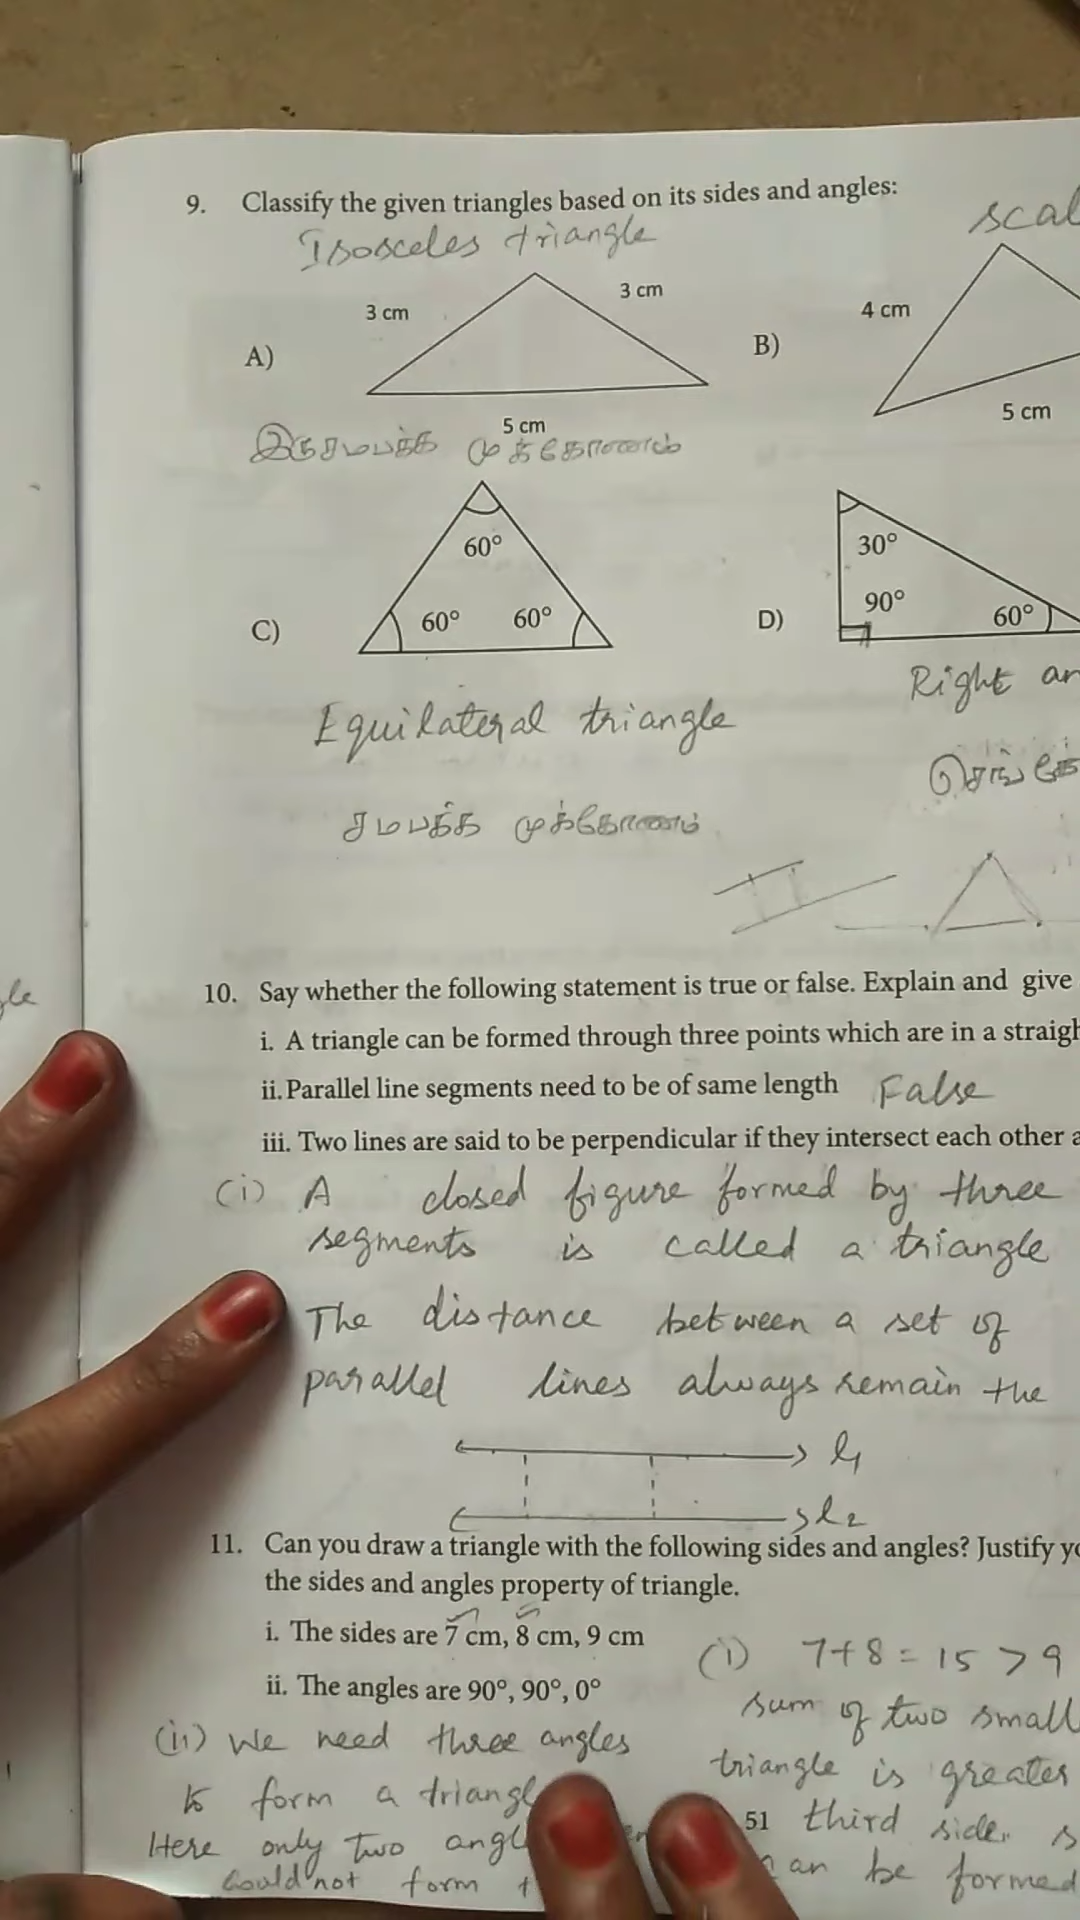 9. Classify the given triangles based on its sides and angles:
Isosceles triangle
scal
3 cm
3 cm
4 cm
A)
B)
5 cm
5 cm
இருசமபக்க முக்கோணம்
60°
60°
60°
C)
30°
90°
60°
D)
Right an
Equilateral triangle
செங்கே
சமபக்க முக்கோணம்
10. Say whether the following statement is true or false. Explain and give
i. A triangle can be formed through three points which are in a straigh
ii. Parallel line segments need to be of same length False
iii. Two lines are said to be perpendicular if they intersect each other a
(i) A closed figure formed by three
segments is called a triangle
The distance between a set of
parallel lines always remain the
l1
l2
11. Can you draw a triangle with the following sides and angles? Justify yo
the sides and angles property of triangle.
i. The sides are 7 cm, 8 cm, 9 cm
ii. The angles are 90°, 90°, 0°
(i) 7+8 = 15 > 9
sum of two small
triangle is greater
third side, s
an be formed
(ii) We need three angles
to form a triangl
Here only two angl
Could not form t
51